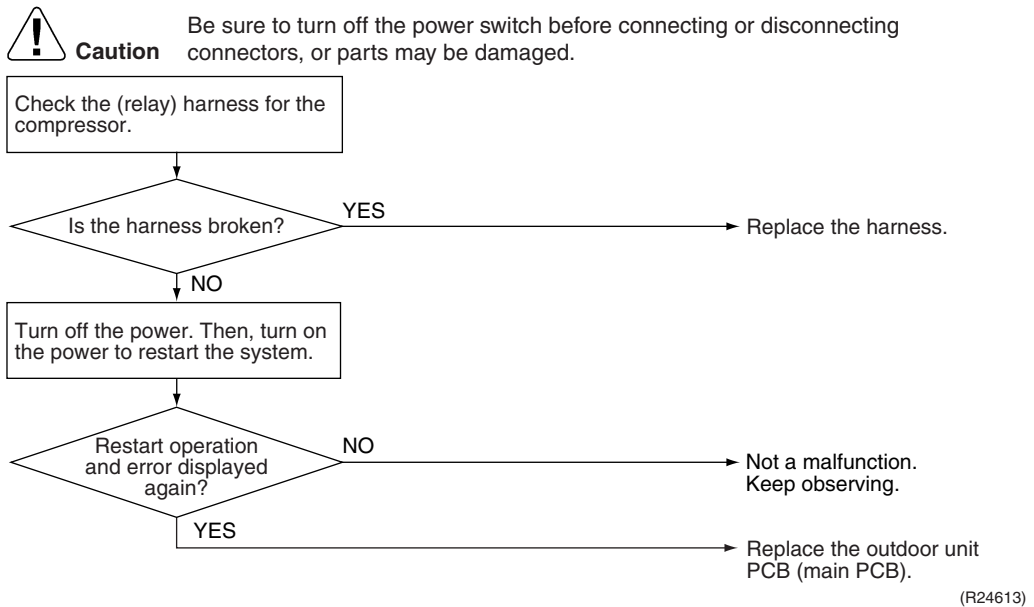 Be sure to turn off the power switch before connecting or disconnecting
Caution connectors, or parts may be damaged.
Check the (relay) harness for the
compressor.
Is the harness broken?
YES
Replace the harness.
NO
Turn off the power. Then, turn on
the power to restart the system.
Restart operation
and error displayed
again?
NO
Not a malfunction.
Keep observing.
YES
Replace the outdoor unit
PCB (main PCB).
(R24613)